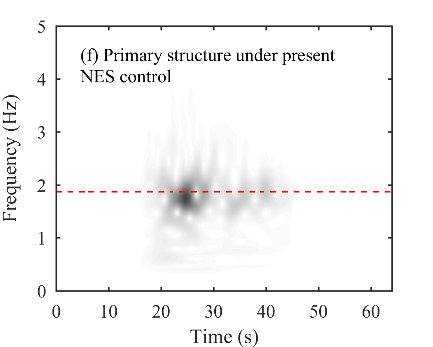 5
(f) Primary structure under present
NES control
4
3
2
1
0
Frequency (Hz)
0 10 20 30 40 50 60
Time (s)